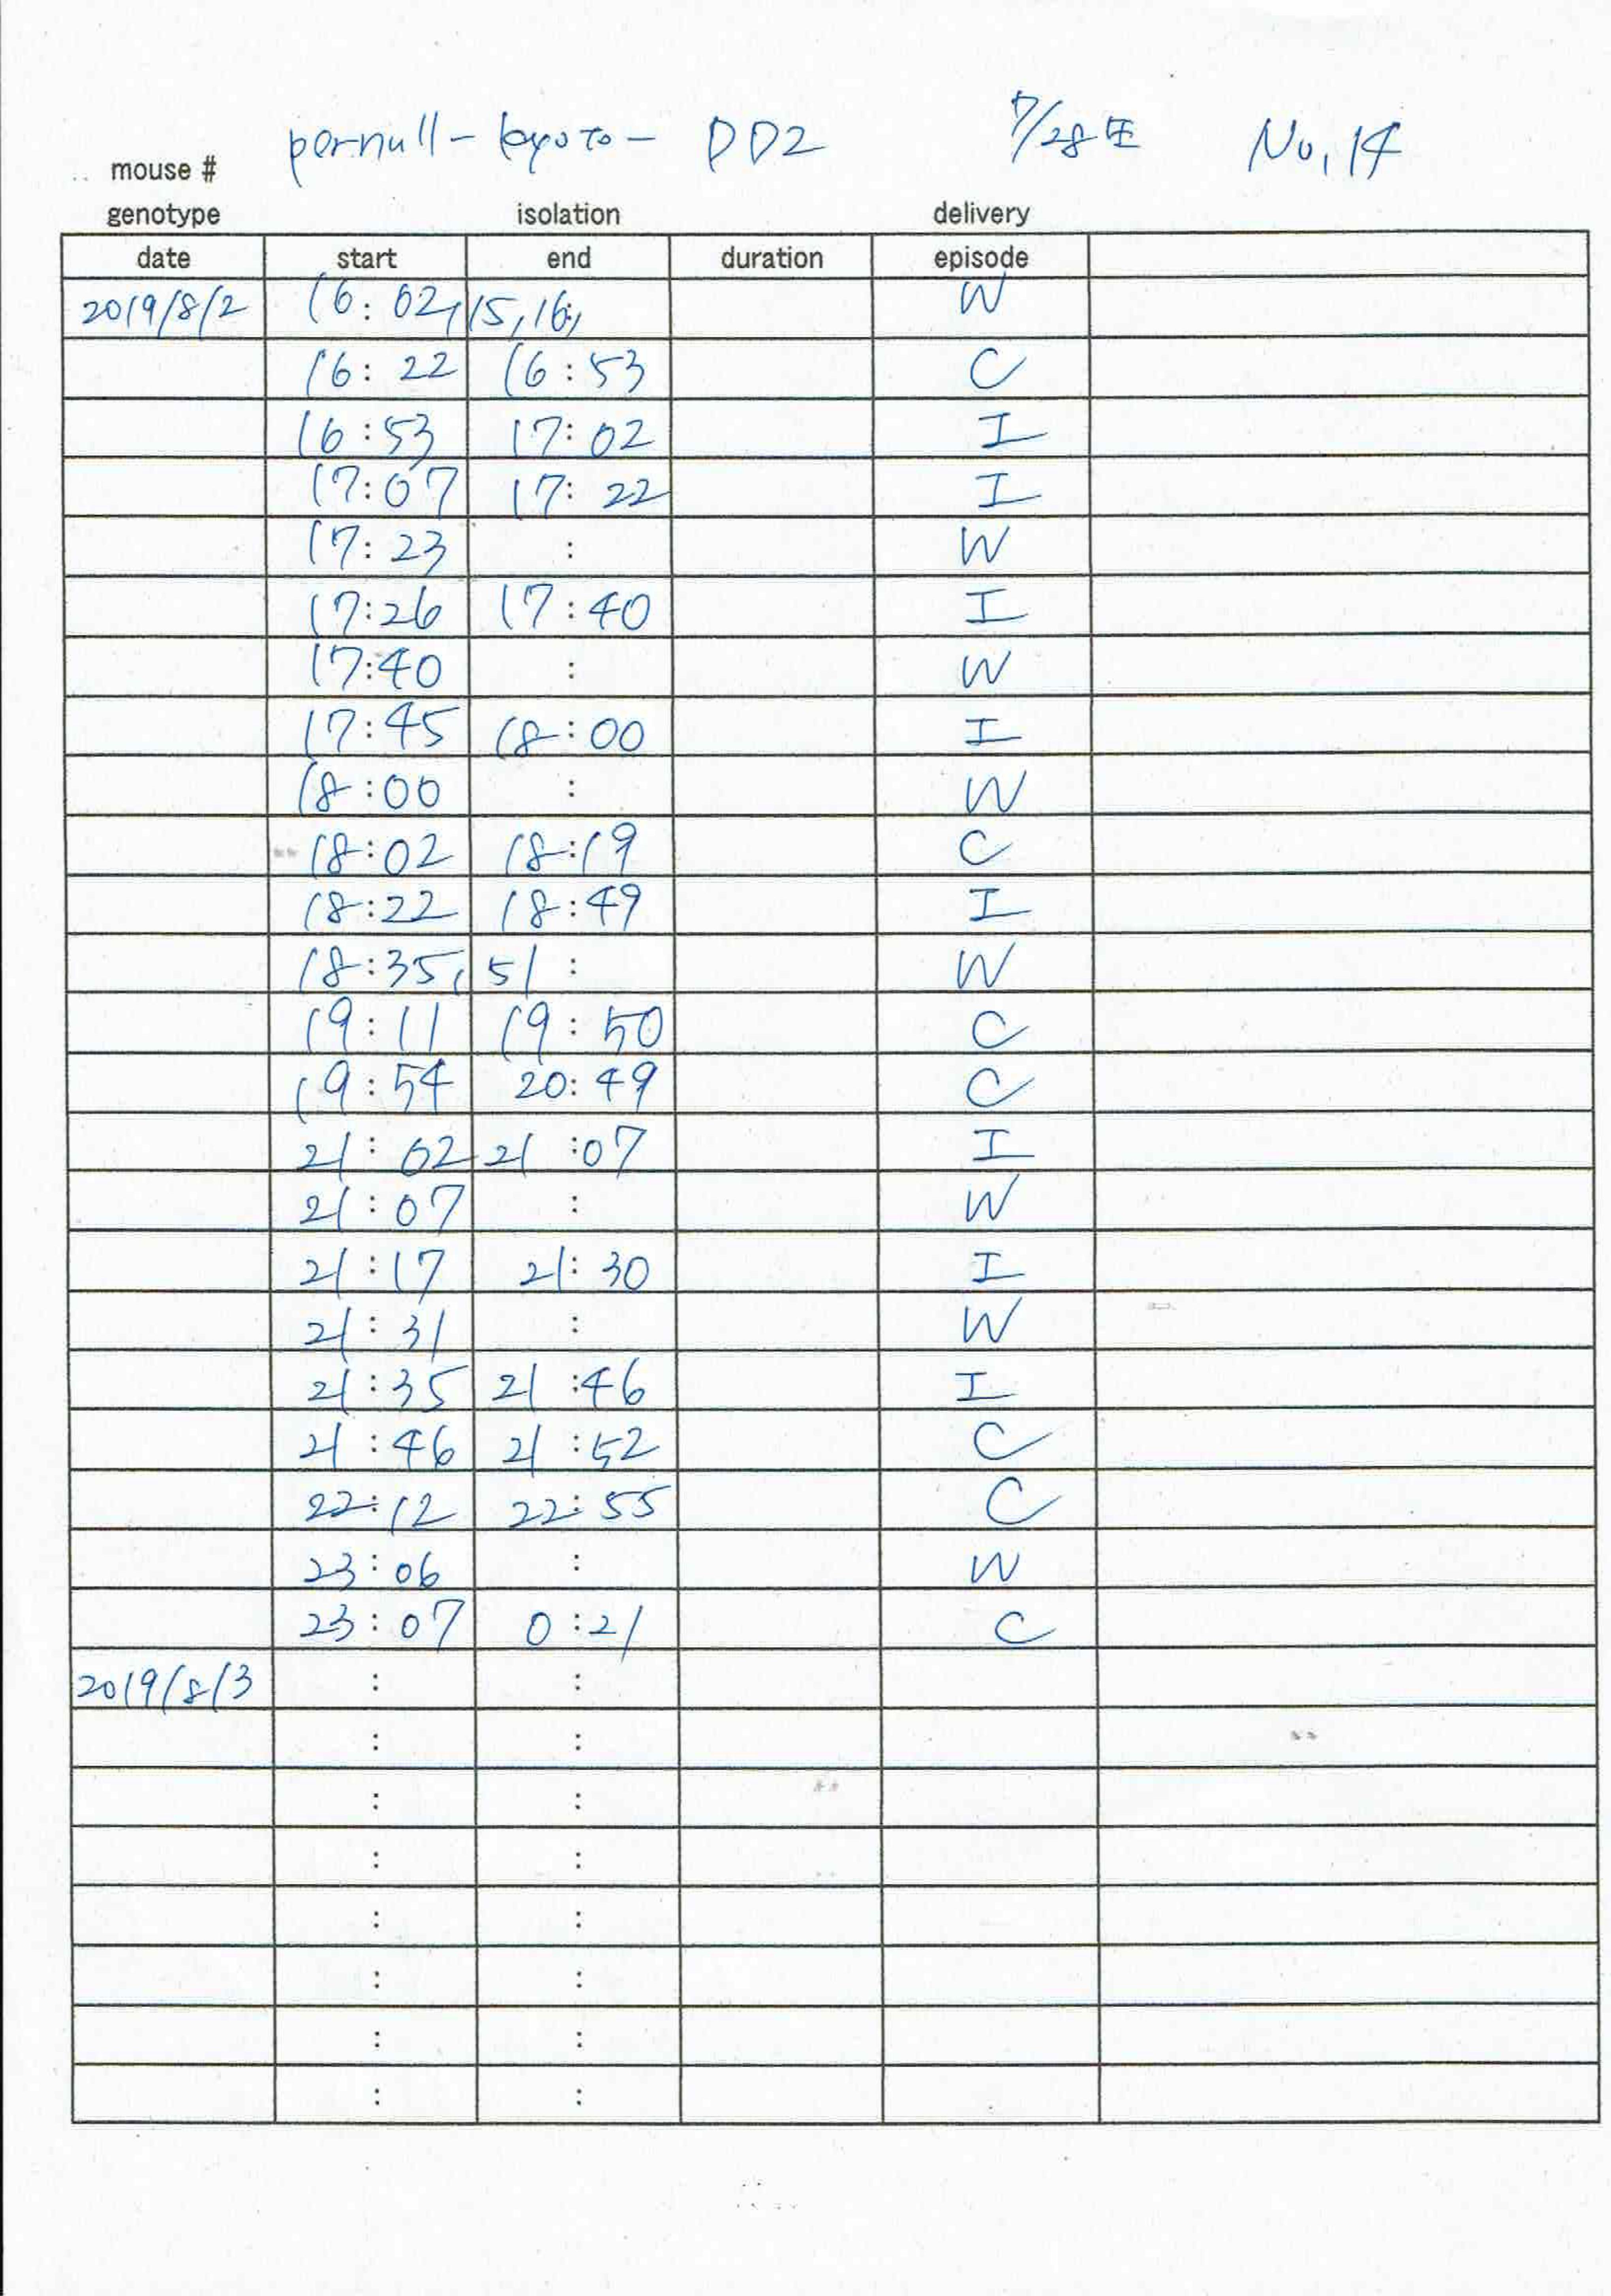 pernull - kyoto - DD2 7/28生 No, 14
mouse #
genotype isolation delivery
date start end duration episode
2019/8/2 16: 02, 15, 16, W
16: 22 16:53 C
16:53 17:02 I
17:07 17:22 I
17:23 : W
17:26 17:40 I
17:40 : W
17:45 18:00 I
18:00 : W
18:02 18:19 C
18:22 18:49 I
18:35, 51 : W
19:11 19:50 C
19:54 20:49 C
21:02 21:07 I
21:07 : W
21:17 21:30 I
21:31 : W
21:35 21:46 I
21:46 21:52 C
22:12 22:55 C
23:06 : W
23:07 0:21 C
2019/8/3 : :
: :
: :
: :
: :
: :
: :
: :